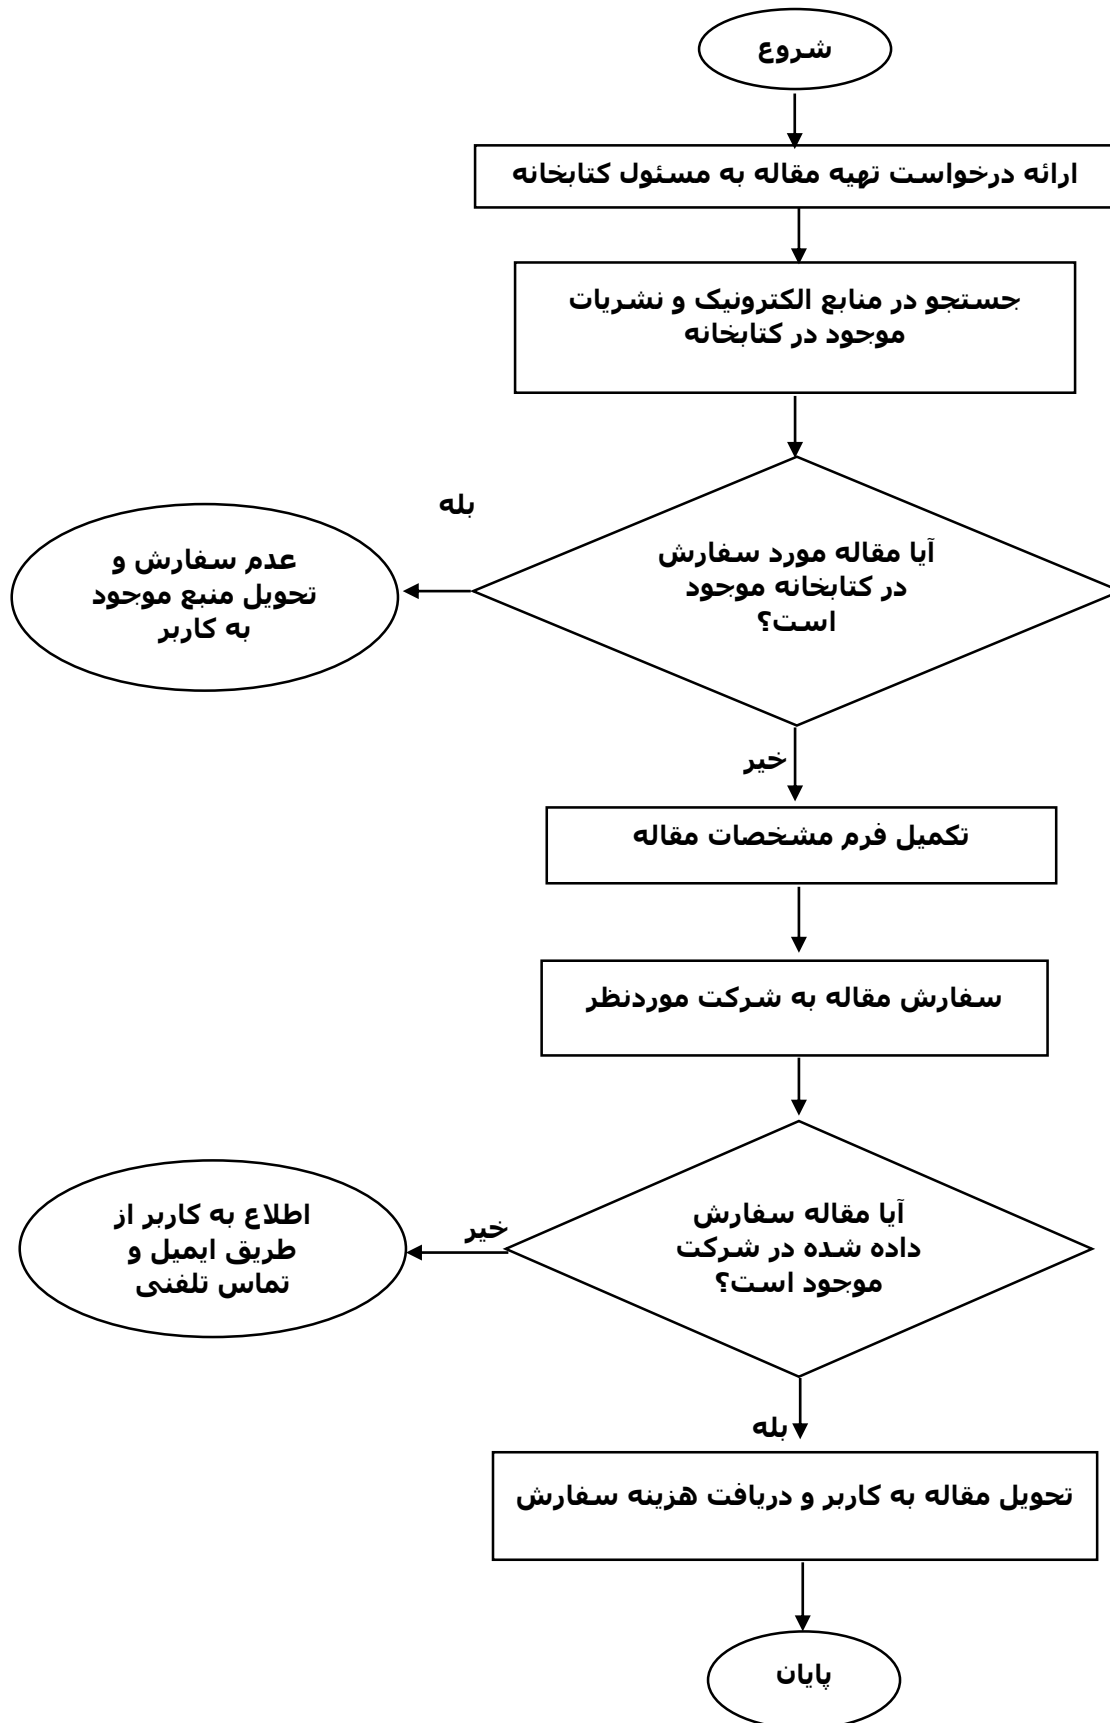 شروع
ارائه درخواست تهیه مقاله به مسئول کتابخانه
جستجو در منابع الکترونیک و نشریات
موجود در کتابخانه
آیا مقاله مورد سفارش
در کتابخانه موجود
است؟
بله
عدم سفارش و
تحویل منبع موجود
به کاربر
خیر
تکمیل فرم مشخصات مقاله
سفارش مقاله به شرکت موردنظر
آیا مقاله سفارش
داده شده در شرکت
موجود است؟
خیر
اطلاع به کاربر از
طریق ایمیل و
تماس تلفنی
بله
تحویل مقاله به کاربر و دریافت هزینه سفارش
پایان